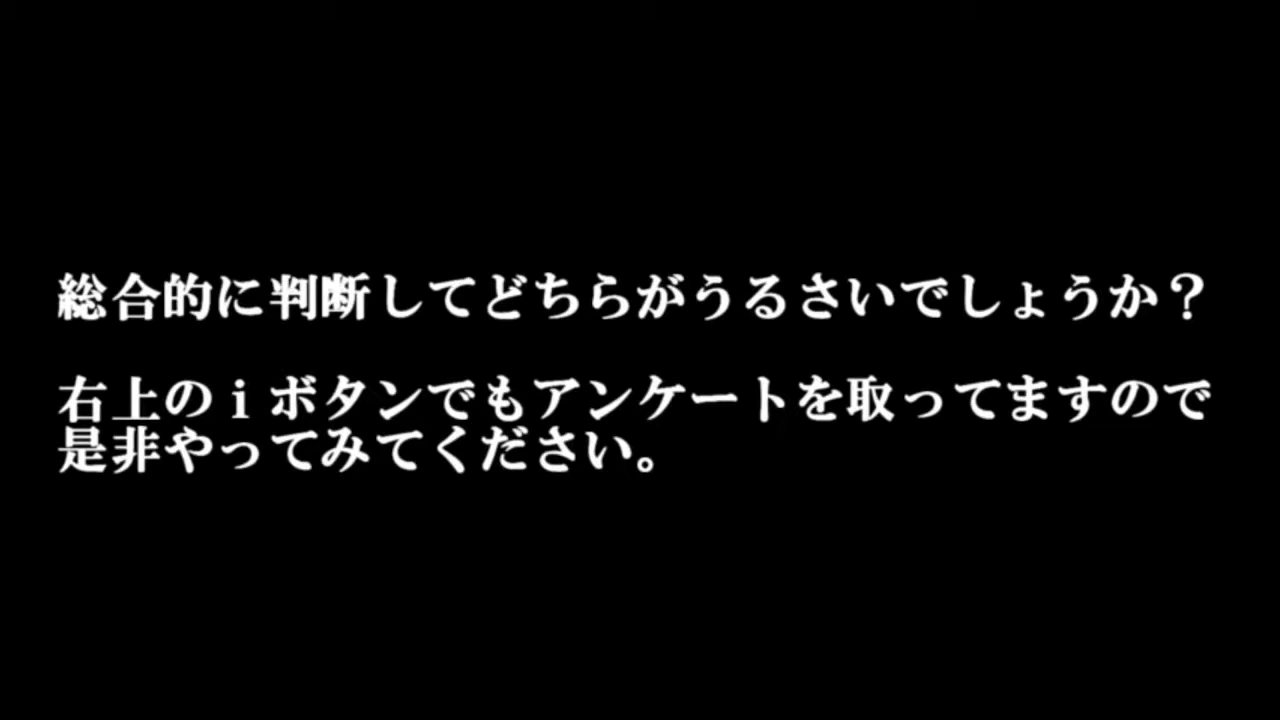 総合的に判断してどちらがうるさいでしょうか？
右上のｉボタンでもアンケートを取ってますので
是非やってみてください。